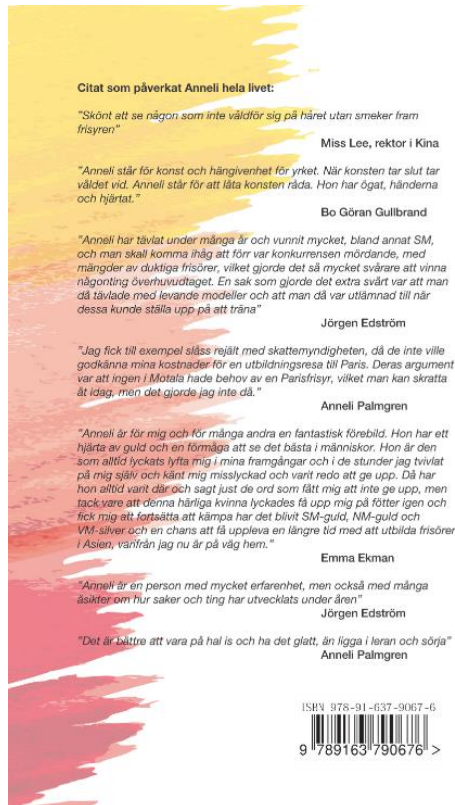 Citat som påverkat Anneli hela livet:
"Skönt att se någon som inte våldför sig på håret utan smeker fram
frisyren"
Miss Lee, rektor i Kina
"Anneli står för konst och hängivenhet för yrket. När konsten tar slut tar
våldet vid. Anneli står för att låta konsten råda. Hon har ögat, händerna
och hjärtat."
Bo Göran Gullbrand
"Anneli har tävlat under många år och vunnit mycket, bland annat SM,
och man skall komma ihåg att förr var konkurrensen mördande, med
mängder av duktiga frisörer, vilket gjorde det så mycket svårare att vinna
någonting överhuvudtaget. En sak som gjorde det extra svårt var att man
då tävlade med levande modeller och att man då var utlämnad till när
dessa kunde ställa upp på att träna"
Jörgen Edström
"Jag fick till exempel slåss rejält med skattemyndigheten, då de inte ville
godkänna mina kostnader för en utbildningsresa till Paris. Deras argument
var att ingen i Motala hade behov av en Parisfrisyr, vilket man kan skratta
åt idag, men det gjorde jag inte då."
Anneli Palmgren
"Anneli är för mig och för många andra en fantastisk förebild. Hon har ett
hjärta av guld och en förmåga att se det bästa i människor. Hon är den
som alltid lyckats lyfta mig i mina framgångar och i de stunder jag tvivlat
på mig själv och känt mig misslyckad och varit redo att ge upp. Då har
hon alltid varit där och sagt just de ord som fått mig att inte ge upp, men
tack vare att denna härliga kvinna lyckades få upp mig på fötter igen och
fick mig att fortsätta att kämpa har det blivit SM-guld, NM-guld och
VM-silver och en chans att få uppleva en längre tid med att utbilda frisörer
i Asien, varifrån jag nu är på väg hem."
Emma Ekman
"Anneli är en person med mycket erfarenhet, men också med många
åsikter om hur saker och ting har utvecklats under åren"
Jörgen Edström
"Det är bättre att vara på hal is och ha det glatt, än ligga i leran och sörja"
Anneli Palmgren
ISBN 978-91-637-9067-6
9 789163 790676 >